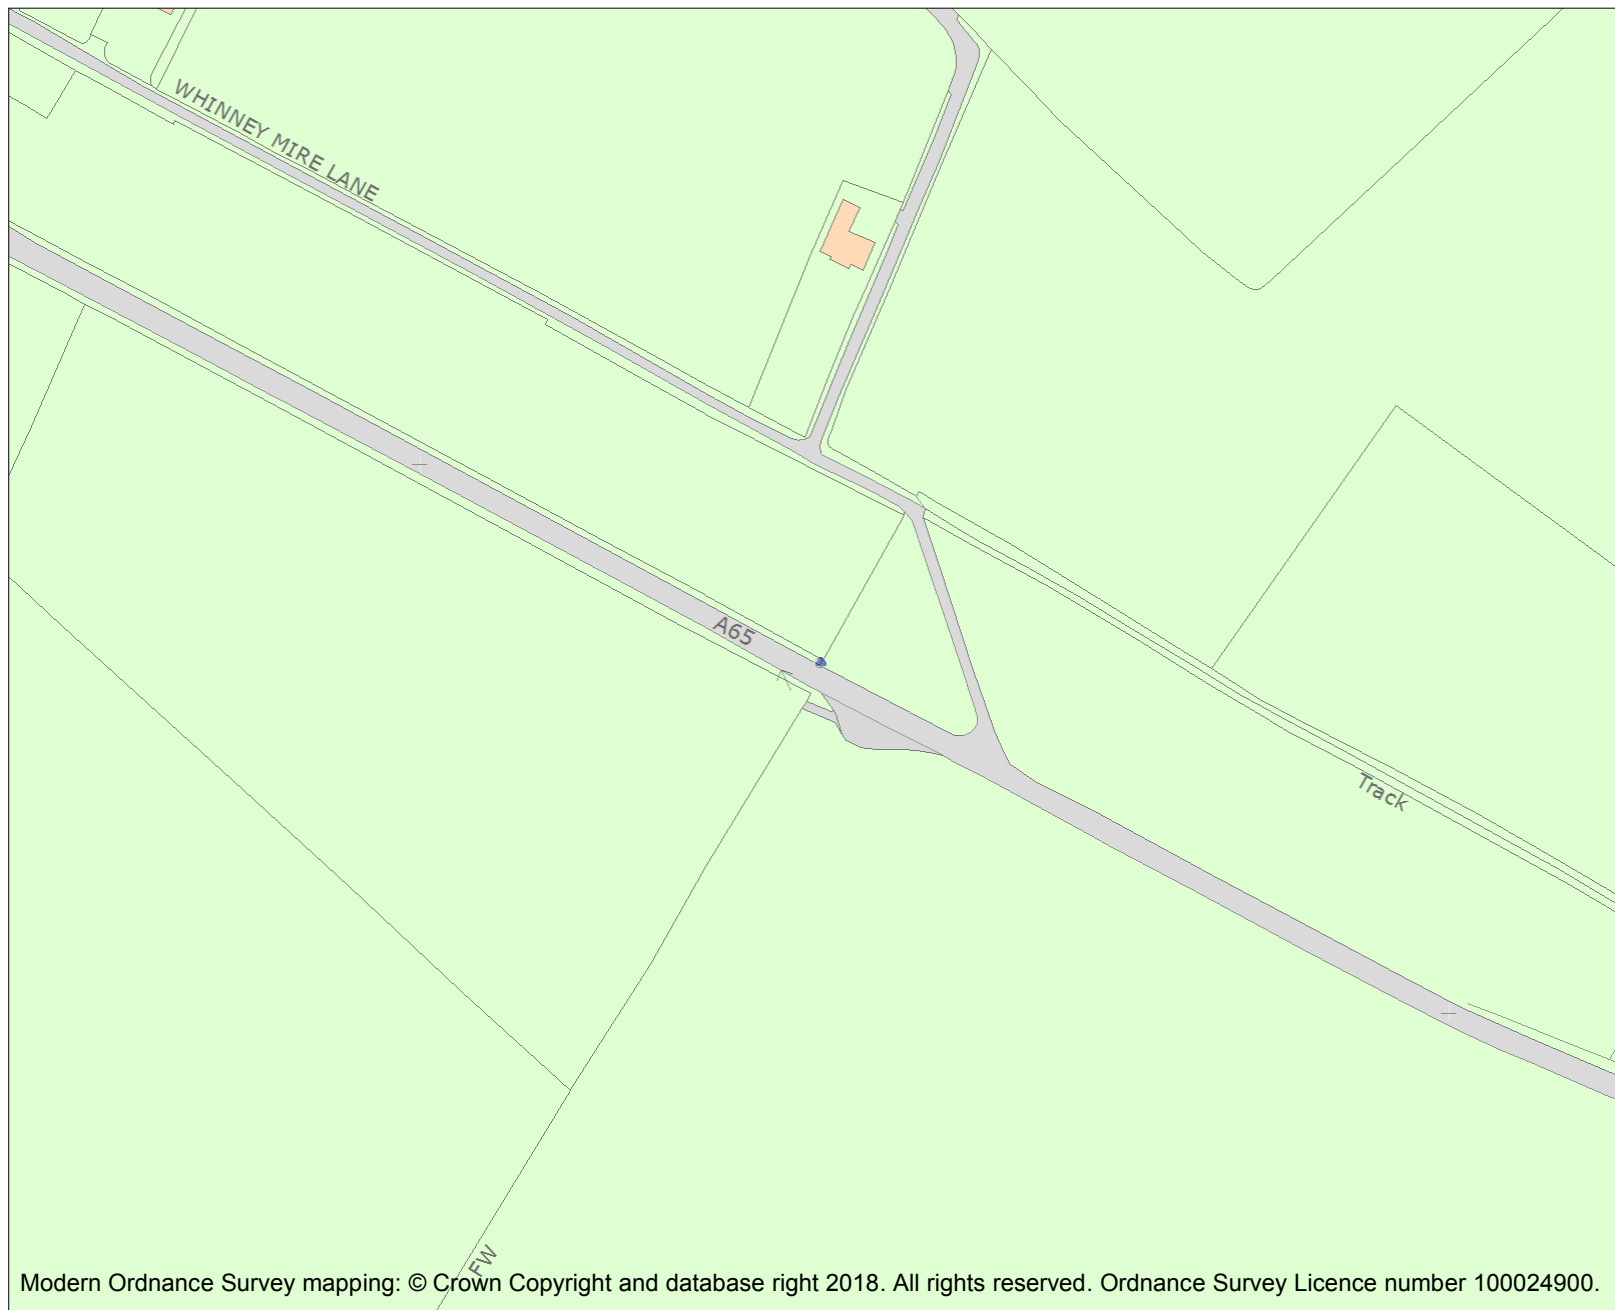 WHINNEY MIRE LANE
A65
Track
FW
Modern Ordnance Survey mapping: © Crown Copyright and database right 2018. All rights reserved. Ordnance Survey Licence number 100024900.